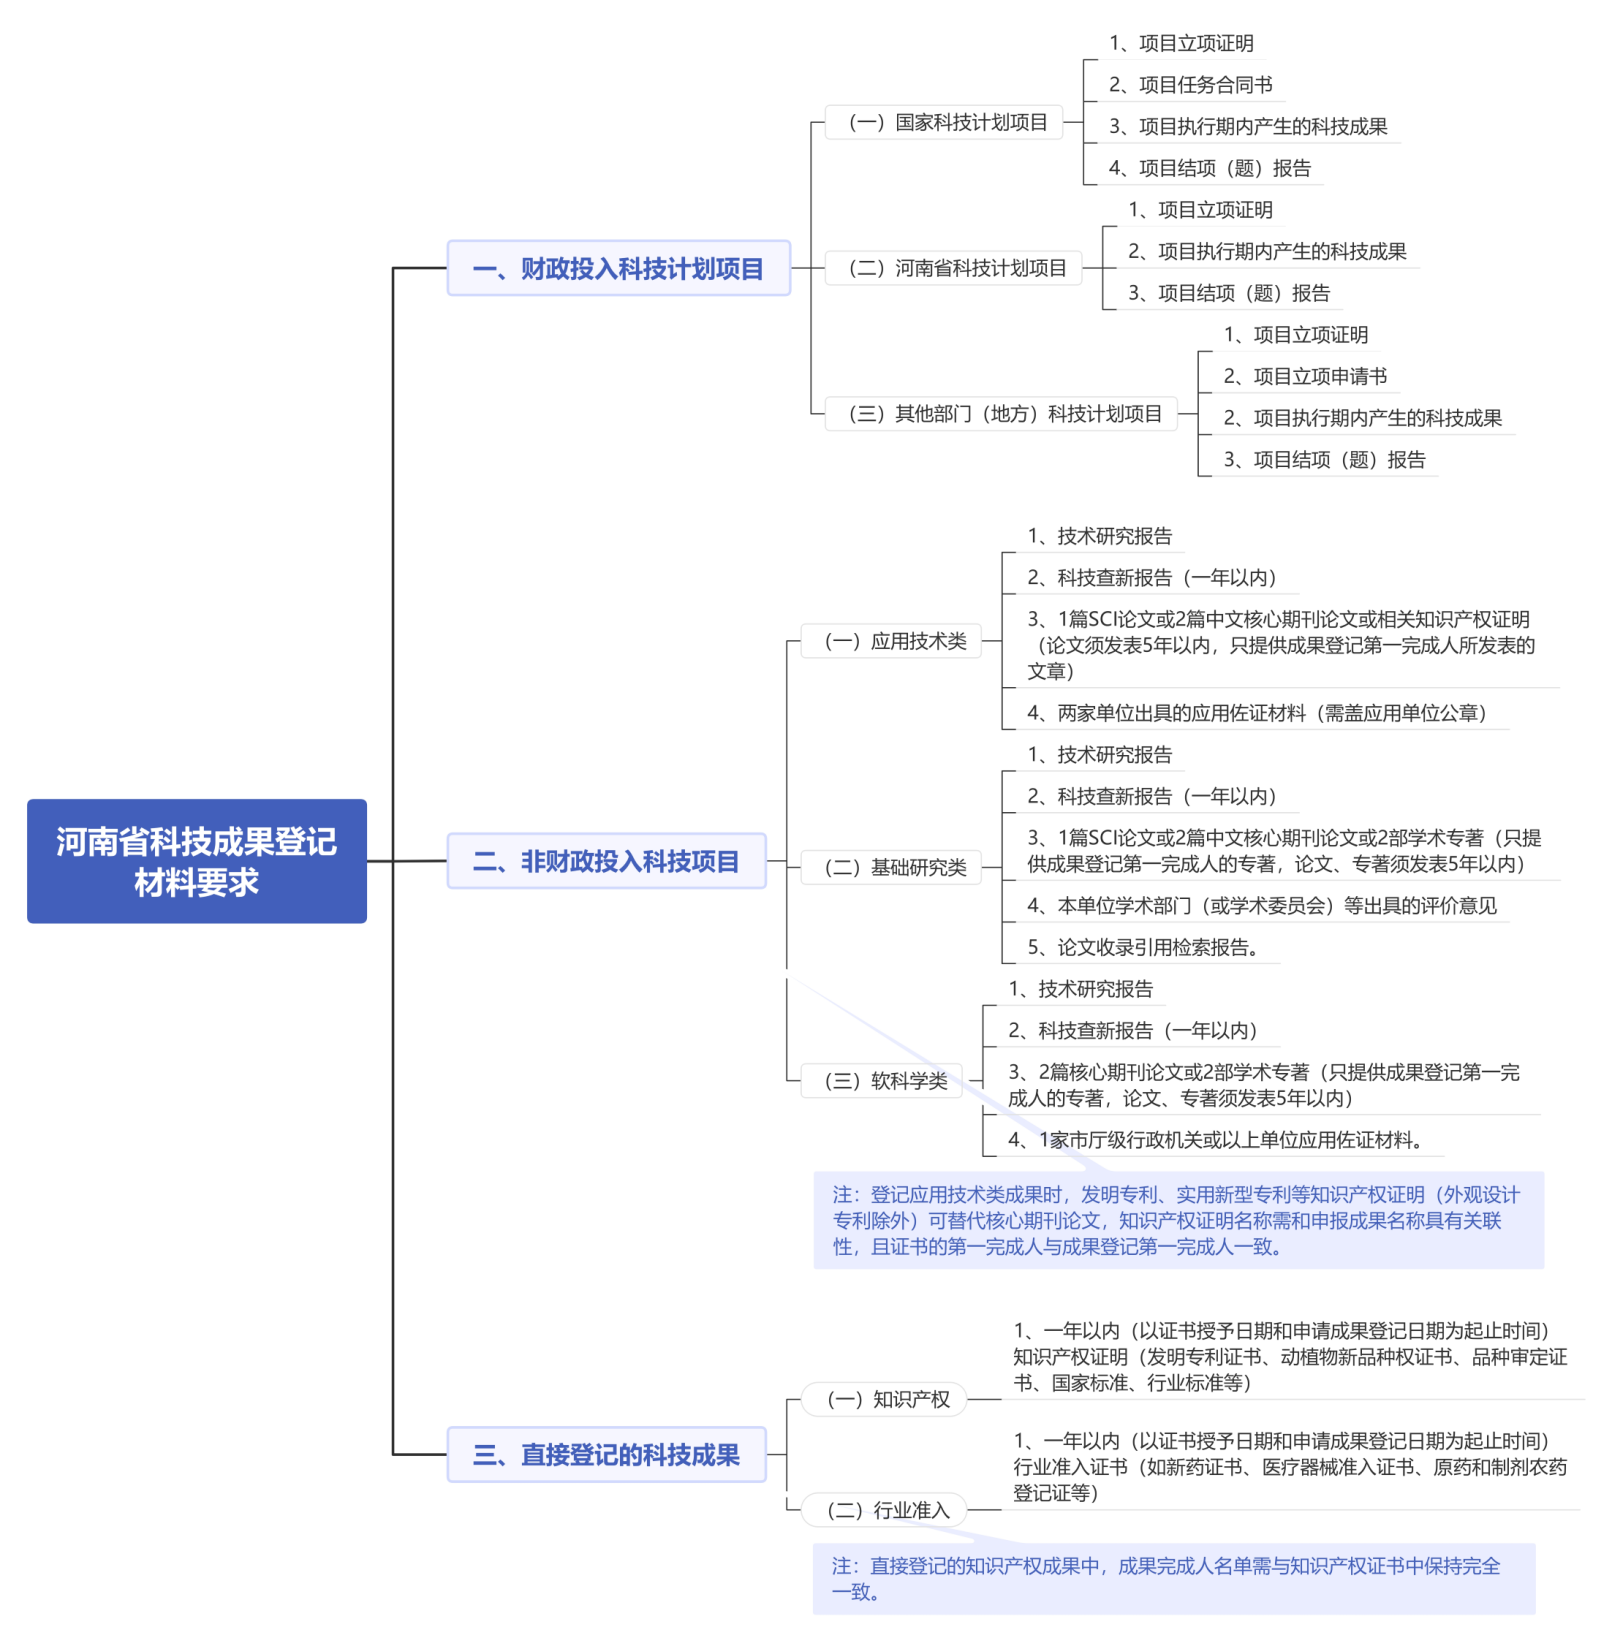 河南省科技成果登记
材料要求
一、财政投入科技计划项目
（一）国家科技计划项目
1、项目立项证明
2、项目任务合同书
3、项目执行期内产生的科技成果
4、项目结项（题）报告
（二）河南省科技计划项目
1、项目立项证明
2、项目执行期内产生的科技成果
3、项目结项（题）报告
（三）其他部门（地方）科技计划项目
1、项目立项证明
2、项目立项申请书
2、项目执行期内产生的科技成果
3、项目结项（题）报告
二、非财政投入科技项目
（一）应用技术类
1、技术研究报告
2、科技查新报告（一年以内）
3、1篇SCI论文或2篇中文核心期刊论文或相关知识产权证明
（论文须发表5年以内，只提供成果登记第一完成人所发表的
文章）
4、两家单位出具的应用佐证材料（需盖应用单位公章）
（二）基础研究类
1、技术研究报告
2、科技查新报告（一年以内）
3、1篇SCI论文或2篇中文核心期刊论文或2部学术专著（只提
供成果登记第一完成人的专著，论文、专著须发表5年以内）
4、本单位学术部门（或学术委员会）等出具的评价意见
5、论文收录引用检索报告。
（三）软科学类
1、技术研究报告
2、科技查新报告（一年以内）
3、2篇核心期刊论文或2部学术专著（只提供成果登记第一完
成人的专著，论文、专著须发表5年以内）
4、1家市厅级行政机关或以上单位应用佐证材料。
注：登记应用技术类成果时，发明专利、实用新型专利等知识产权证明（外观设计
专利除外）可替代核心期刊论文，知识产权证明名称需和申报成果名称具有关联
性，且证书的第一完成人与成果登记第一完成人一致。
三、直接登记的科技成果
（一）知识产权
1、一年以内（以证书授予日期和申请成果登记日期为起止时间）
知识产权证明（发明专利证书、动植物新品种权证书、品种审定证
书、国家标准、行业标准等）
（二）行业准入
1、一年以内（以证书授予日期和申请成果登记日期为起止时间）
行业准入证书（如新药证书、医疗器械准入证书、原药和制剂农药
登记证等）
注：直接登记的知识产权成果中，成果完成人名单需与知识产权证书中保持完全
一致。